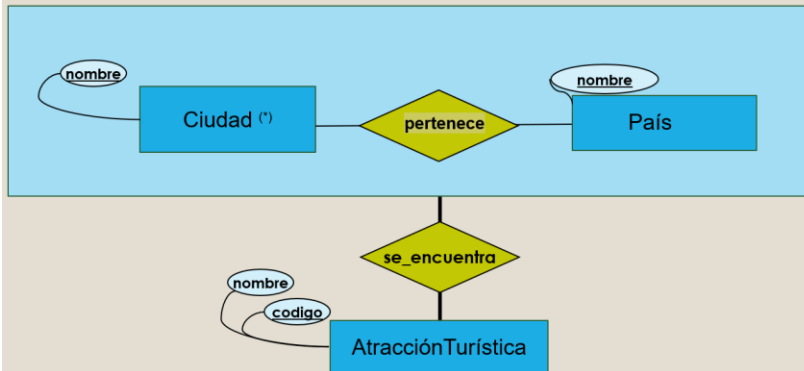 nombre
nombre
Ciudad (*)
pertenece
País
se_encuentra
nombre
codigo
AtracciónTurística